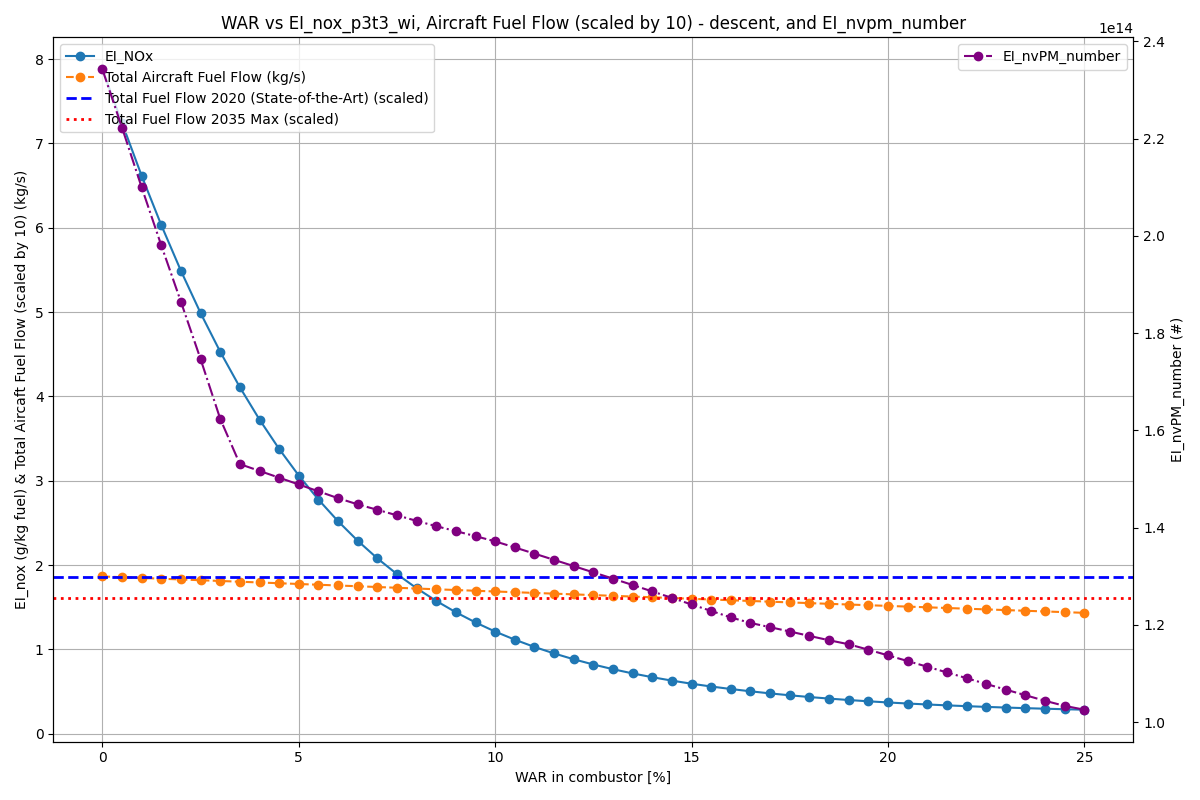 WAR vs EI_nox_p3t3_wi, Aircraft Fuel Flow (scaled by 10) - descent, and EI_nvpm_number
1e14
EI_NOx
Total Aircraft Fuel Flow (kg/s)
Total Fuel Flow 2020 (State-of-the-Art) (scaled)
Total Fuel Flow 2035 Max (scaled)
EI_nvPM_number
8
7
6
5
4
3
2
1
0
EI_nox (g/kg fuel) & Total Aircaft Fuel Flow (scaled by 10) (kg/s)
2.4
2.2
2.0
1.8
1.6
1.4
1.2
1.0
EI_nvPM_number (#)
0 5 10 15 20 25
WAR in combustor [%]